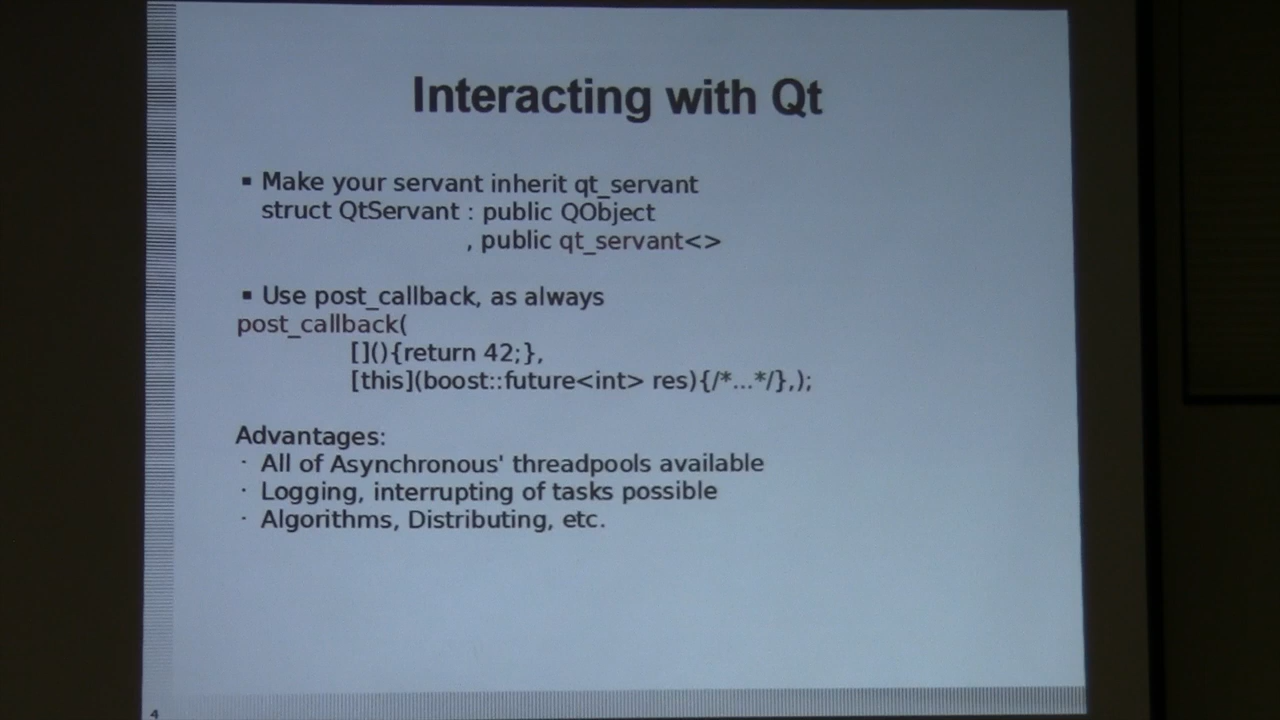 Interacting with Qt
▪ Make your servant inherit qt_servant
struct QtServant : public QObject
, public qt_servant<>
▪ Use post_callback, as always
post_callback(
[](){return 42;},
[this](boost::future<int> res){/*...*/},);
Advantages:
· All of Asynchronous' threadpools available
· Logging, interrupting of tasks possible
· Algorithms, Distributing, etc.
4